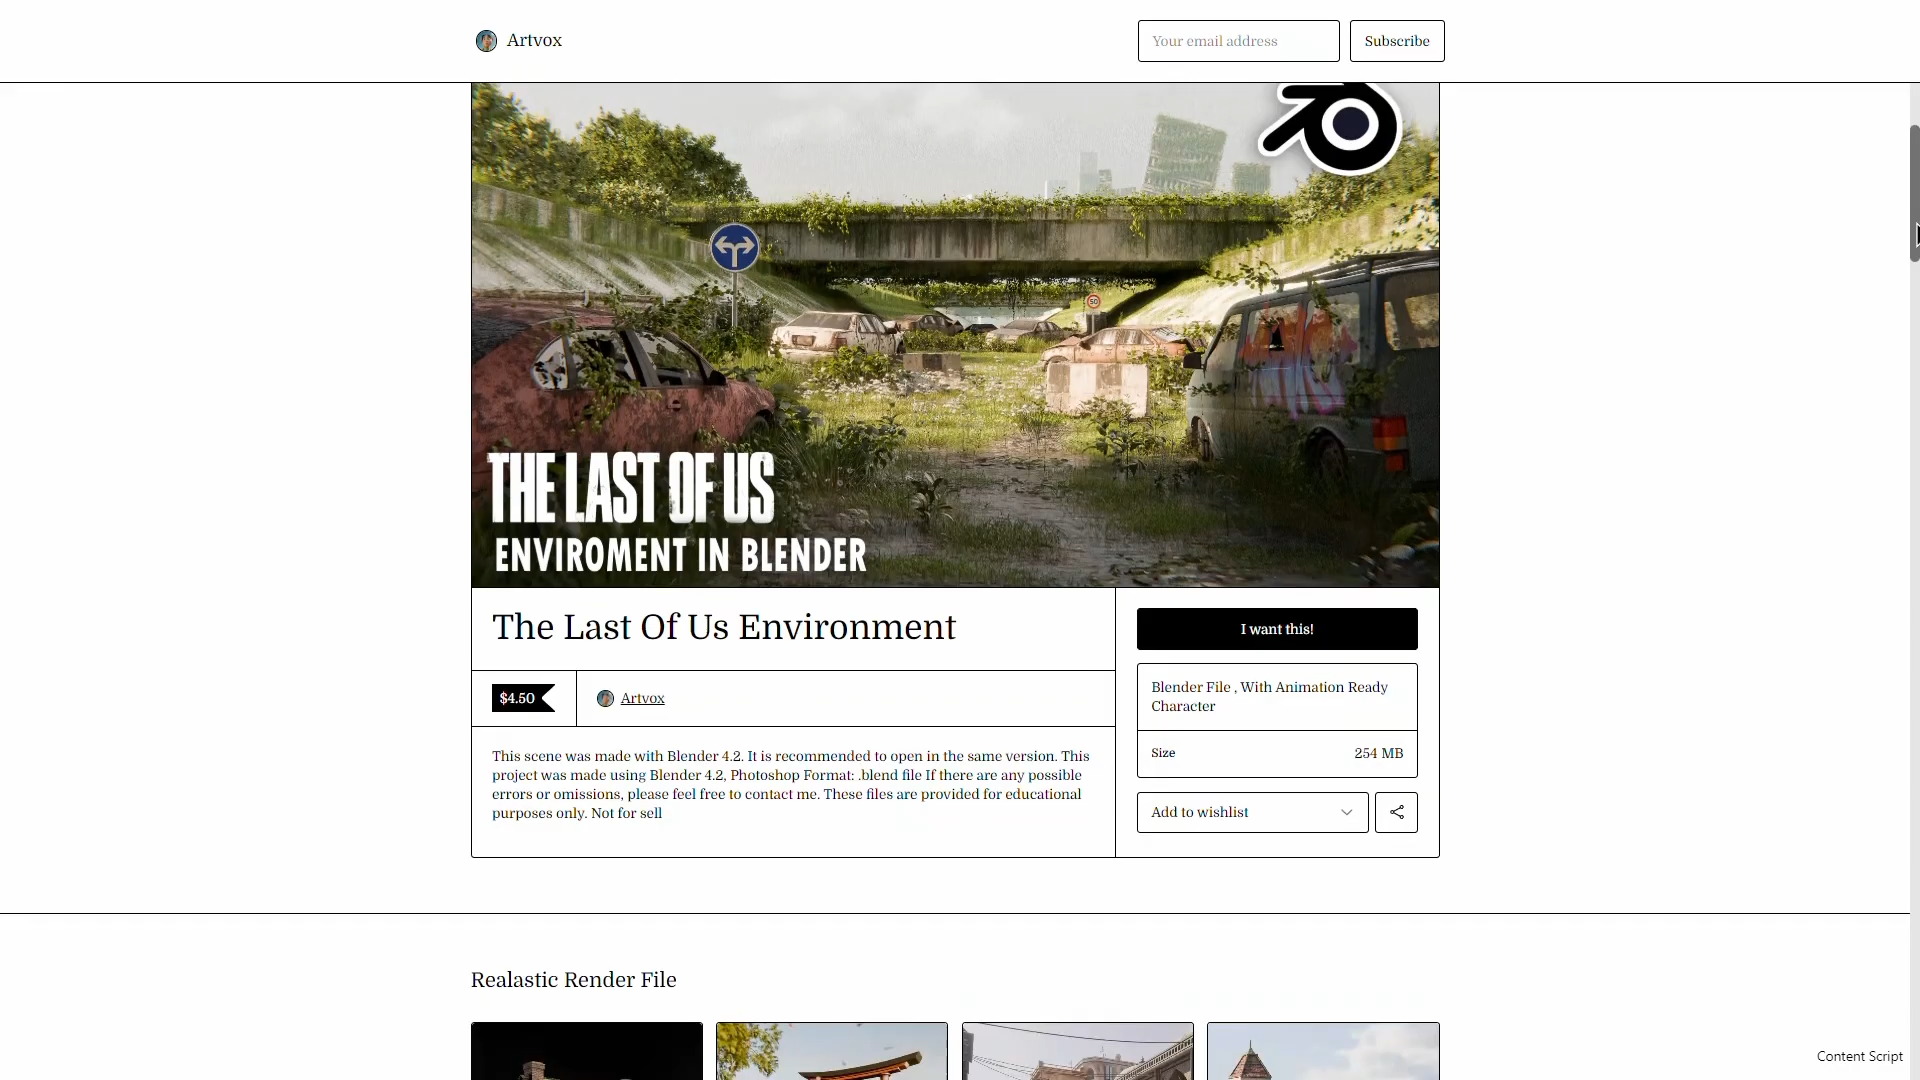 Artvox
Your email address
Subscribe
50
THE LAST OF US
ENVIROMENT IN BLENDER
The Last Of Us Environment
I want this!
$4.50
Artvox
Blender File , With Animation Ready
Character
Size
254 MB
This scene was made with Blender 4.2. It is recommended to open in the same version. This
project was made using Blender 4.2, Photoshop Format: .blend file If there are any possible
errors or omissions, please feel free to contact me. These files are provided for educational
purposes only. Not for sell
Add to wishlist
Realastic Render File
Content Script